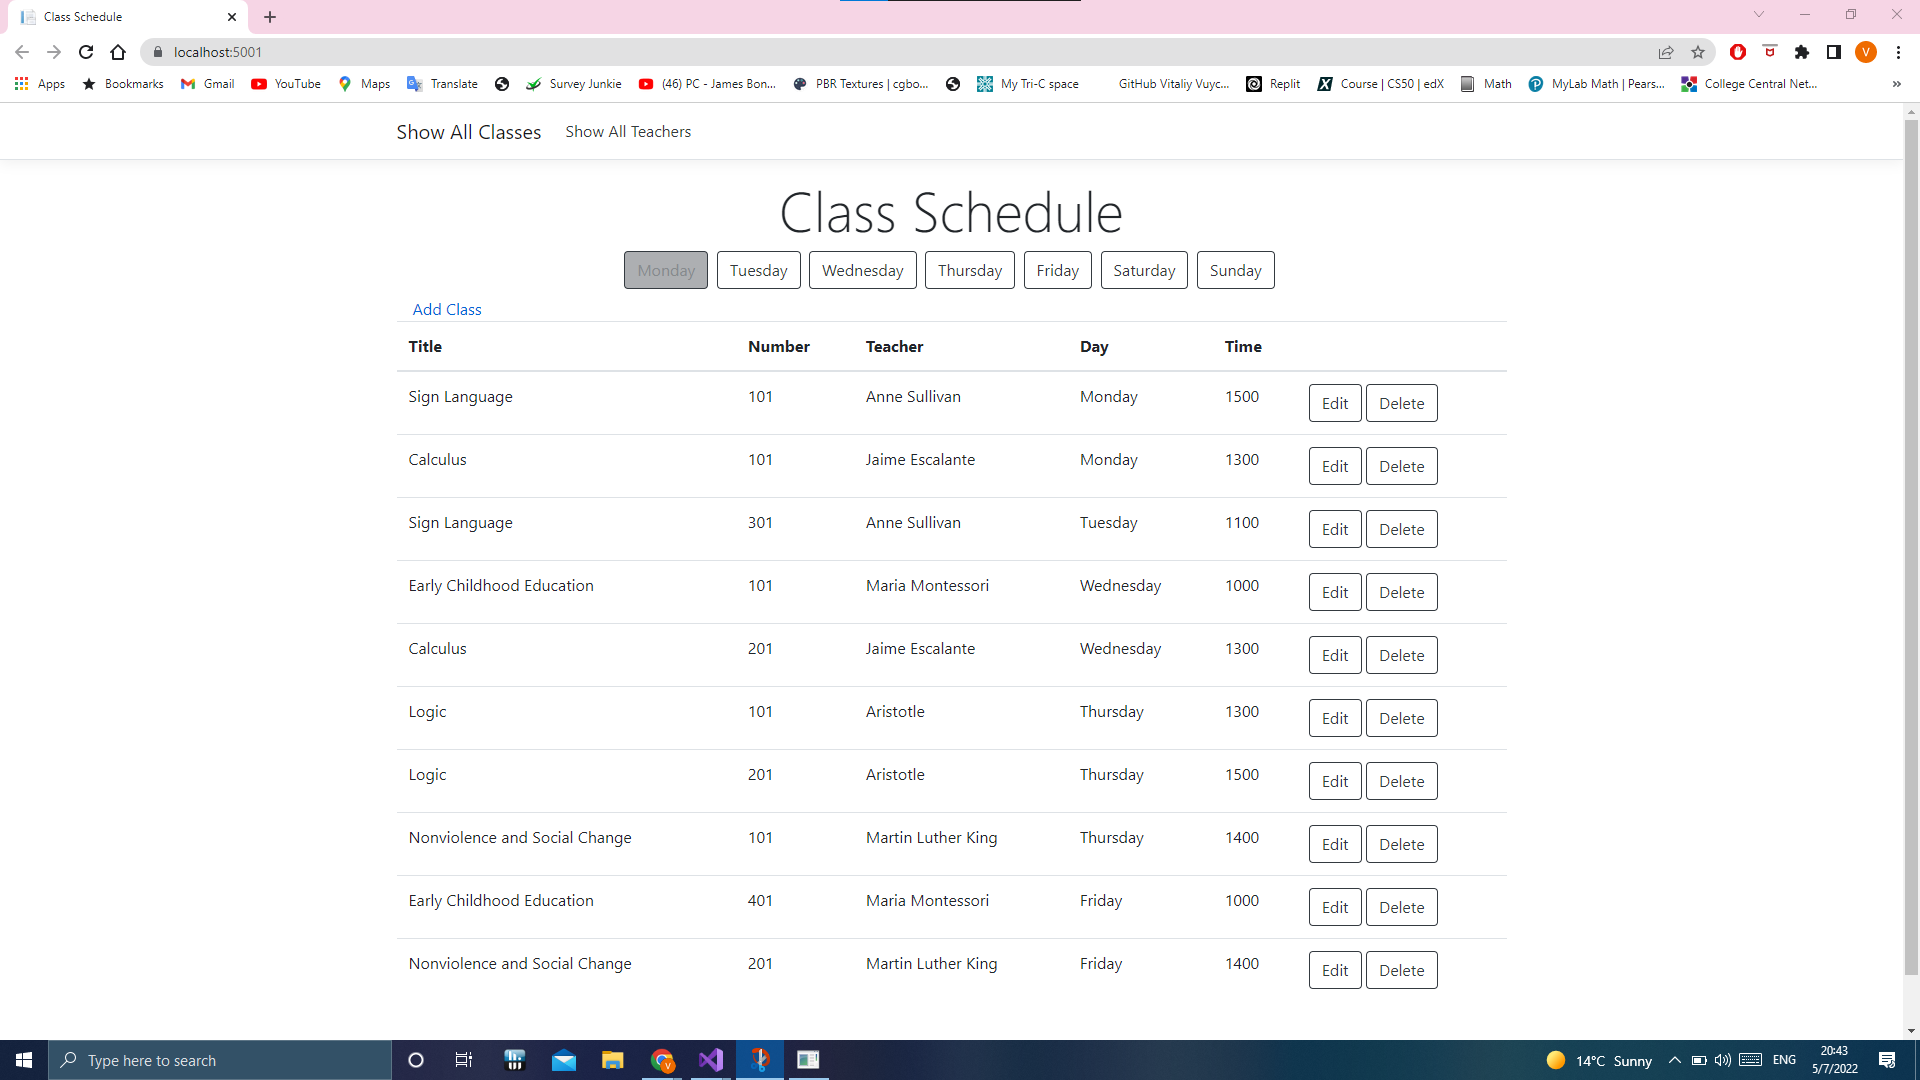 Class Schedule
localhost:5001
V
Apps Bookmarks Gmail YouTube Maps Translate Survey Junkie (46) PC - James Bon... PBR Textures | cgbo... My Tri-C space GitHub Vitaliy Vuyc... Replit Course | CS50 | edX Math MyLab Math | Pears... College Central Net... »
Show All Classes Show All Teachers
Class Schedule
Monday Tuesday Wednesday Thursday Friday Saturday Sunday
Add Class
Title Number Teacher Day Time
Sign Language 101 Anne Sullivan Monday 1500 Edit Delete
Calculus 101 Jaime Escalante Monday 1300 Edit Delete
Sign Language 301 Anne Sullivan Tuesday 1100 Edit Delete
Early Childhood Education 101 Maria Montessori Wednesday 1000 Edit Delete
Calculus 201 Jaime Escalante Wednesday 1300 Edit Delete
Logic 101 Aristotle Thursday 1300 Edit Delete
Logic 201 Aristotle Thursday 1500 Edit Delete
Nonviolence and Social Change 101 Martin Luther King Thursday 1400 Edit Delete
Early Childhood Education 401 Maria Montessori Friday 1000 Edit Delete
Nonviolence and Social Change 201 Martin Luther King Friday 1400 Edit Delete
Type here to search 14°C Sunny ENG 20:43
5/7/2022